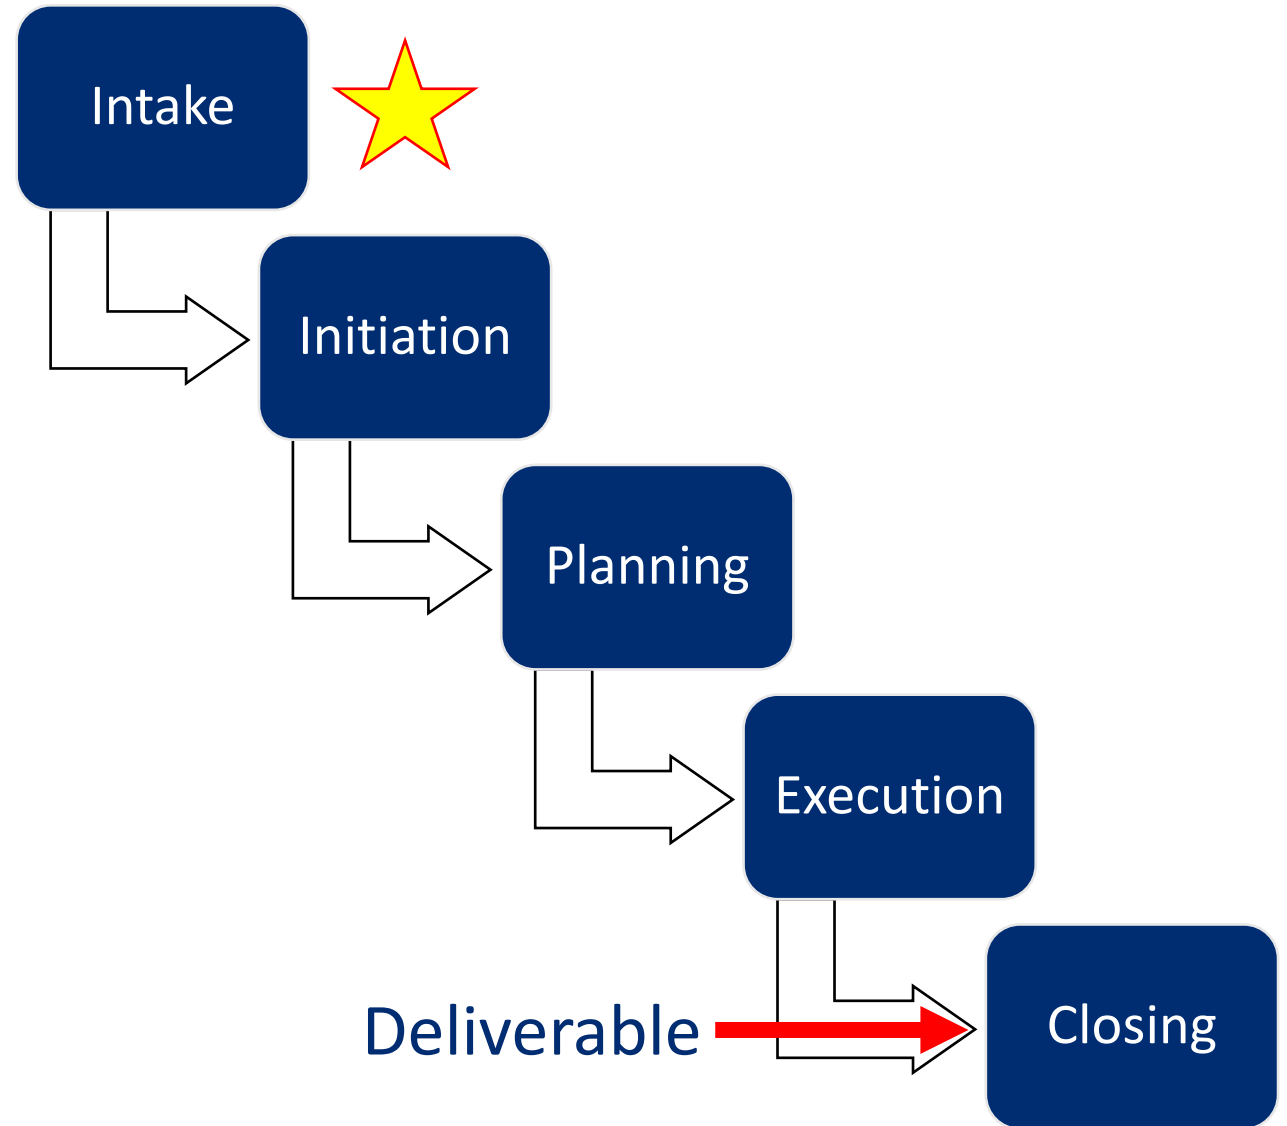 Intake
Initiation
Planning
Execution
Deliverable
Closing